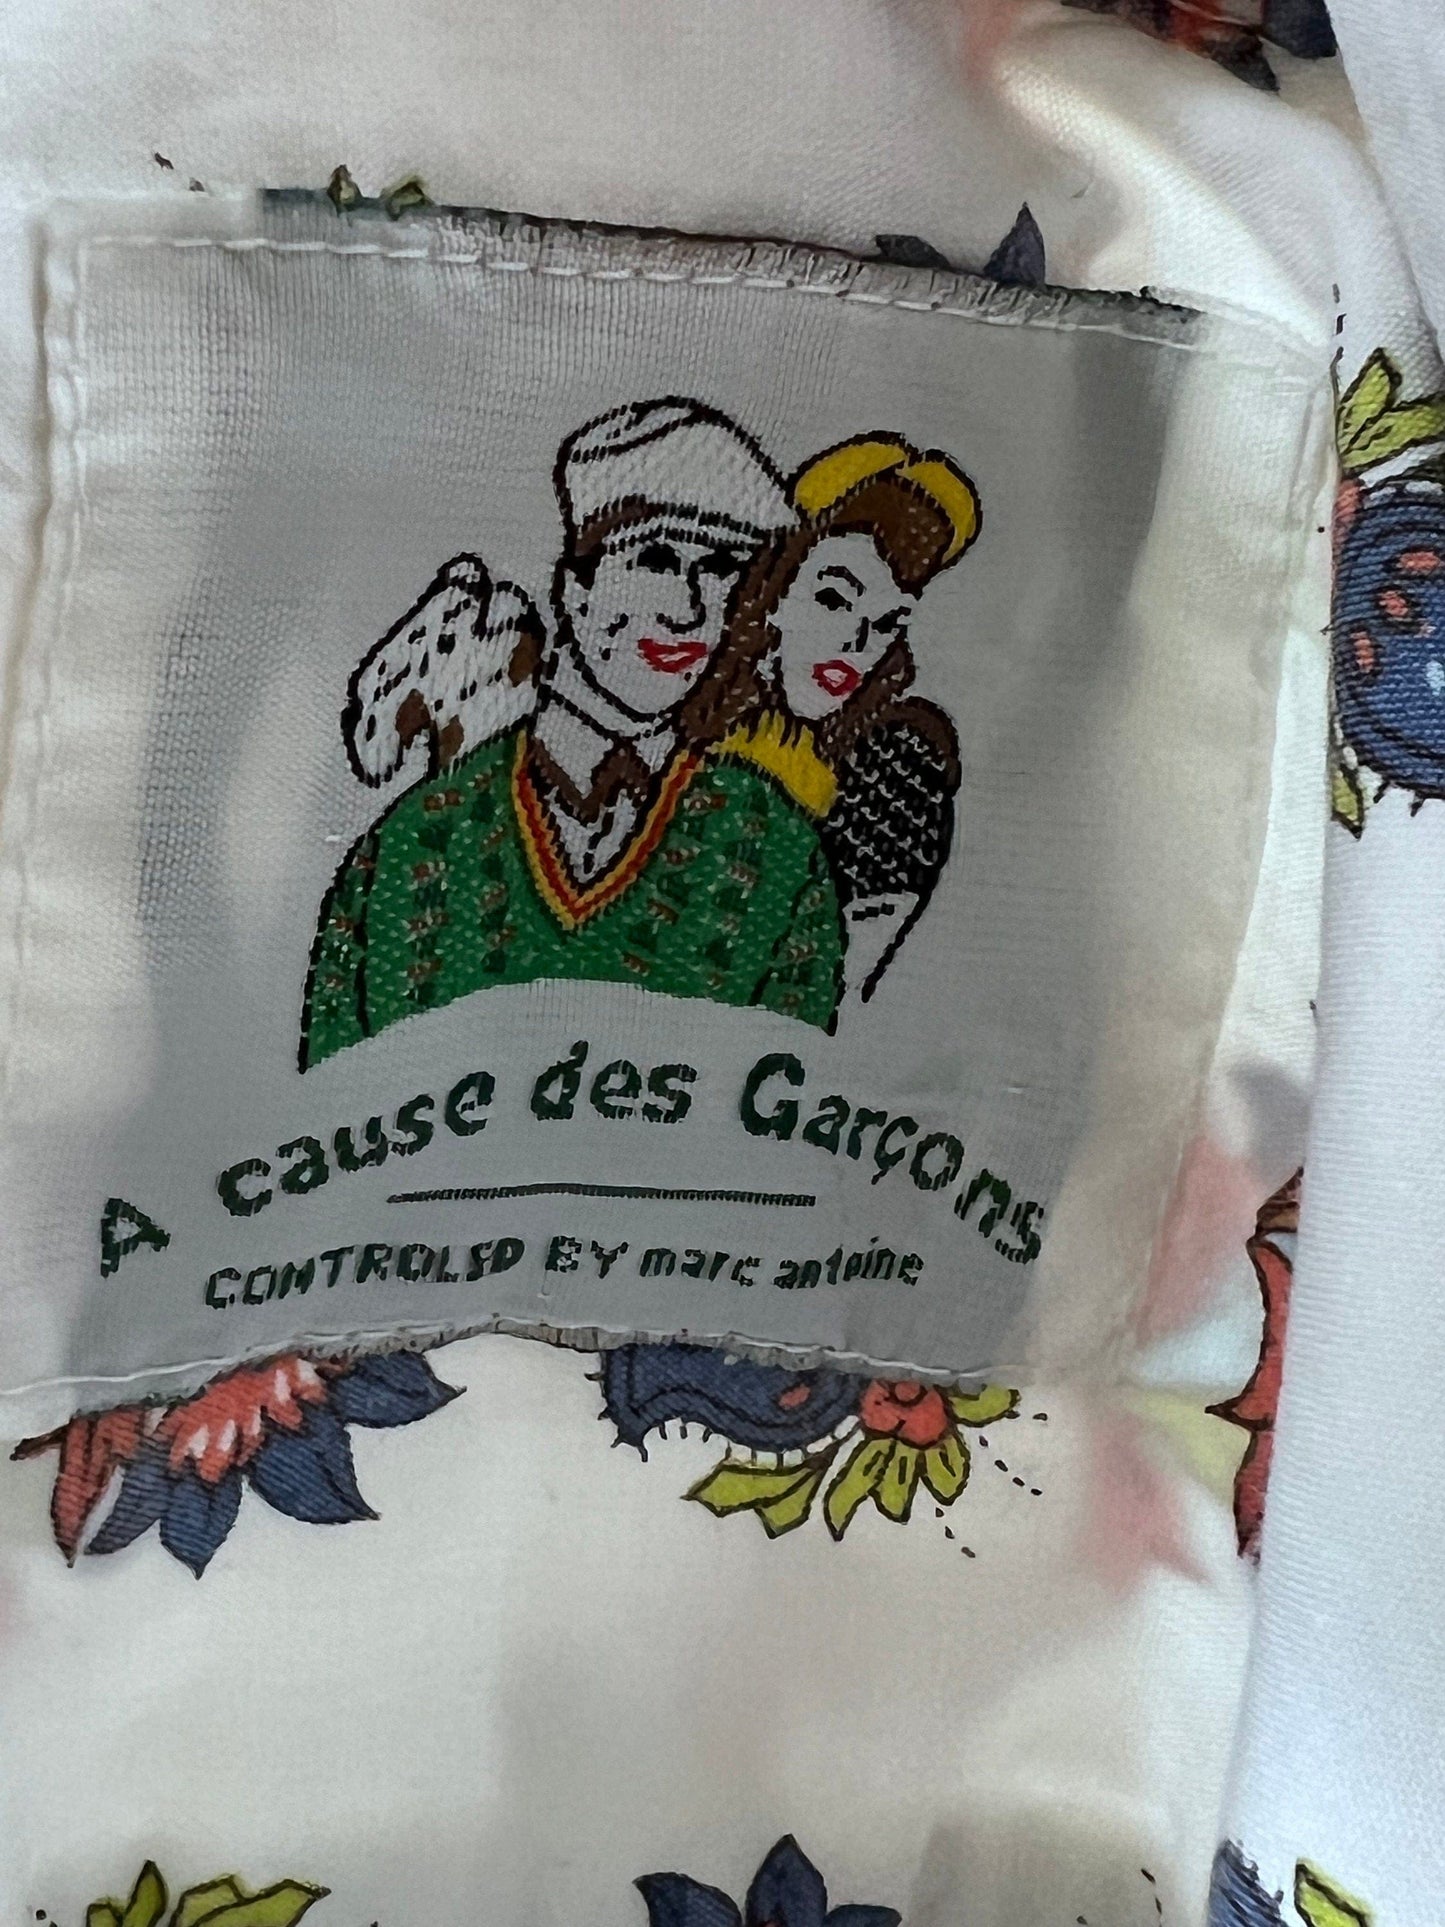 A cause des Garçons
CONTROLED BY marc antoine